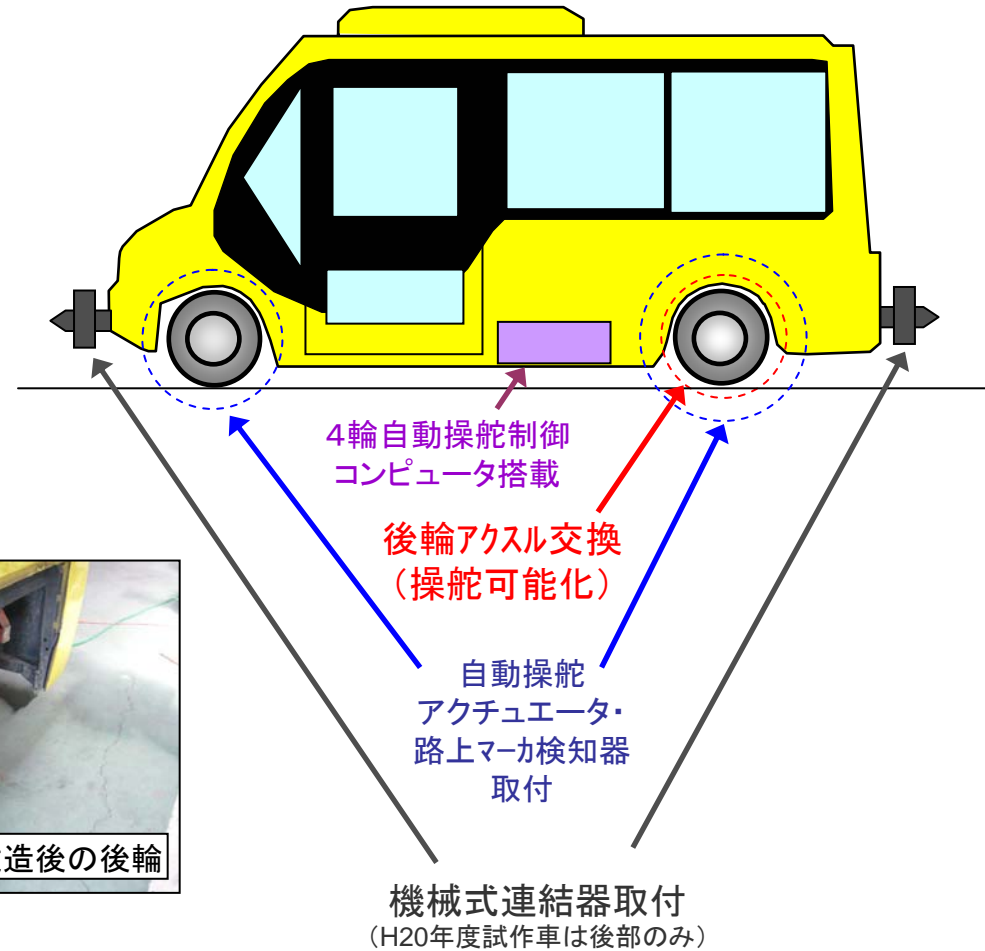 4輪自動操舵制御
コンピュータ搭載
後輪アクスル交換
(操舵可能化)
自動操舵
アクチュエータ・
路上マーカ検知器
取付
造後の後輪
機械式連結器取付
(H20年度試作車は後部のみ)